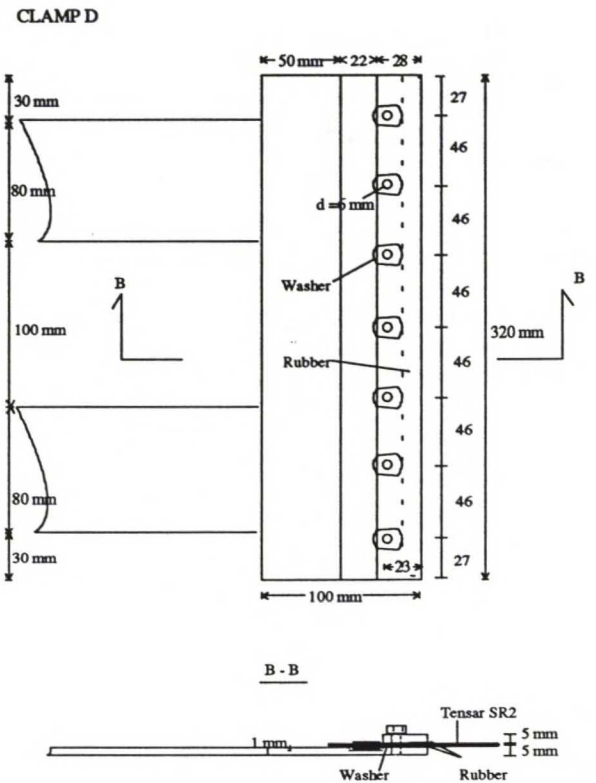 CLAMP D
50 mm 22 28
30 mm
27
46
80 mm
46
d = 6 mm
46
Washer
B
B
46
100 mm
320 mm
Rubber
46
46
80 mm
46
30 mm
27
23
100 mm
B - B
Tensar SR2
1 mm
5 mm
5 mm
Washer
Rubber